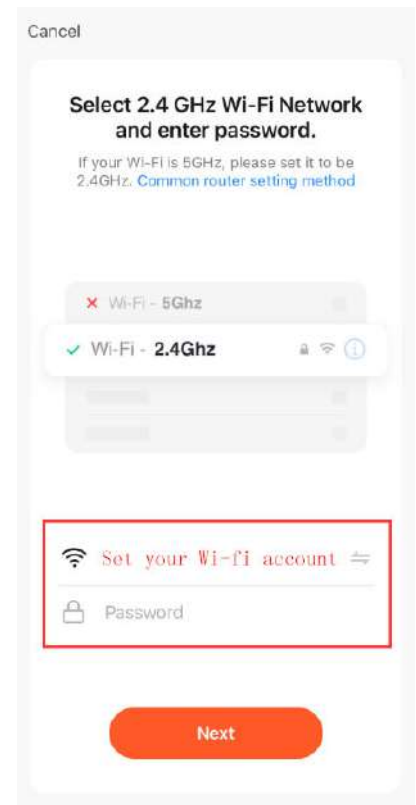 Cancel
Select 2.4 GHz Wi-Fi Network
and enter password.
If your Wi-Fi is 5GHz, please set it to be
2.4GHz. Common router setting method
Wi-Fi - 5Ghz
Wi-Fi - 2.4Ghz
Set your Wi-fi account
Password
Next